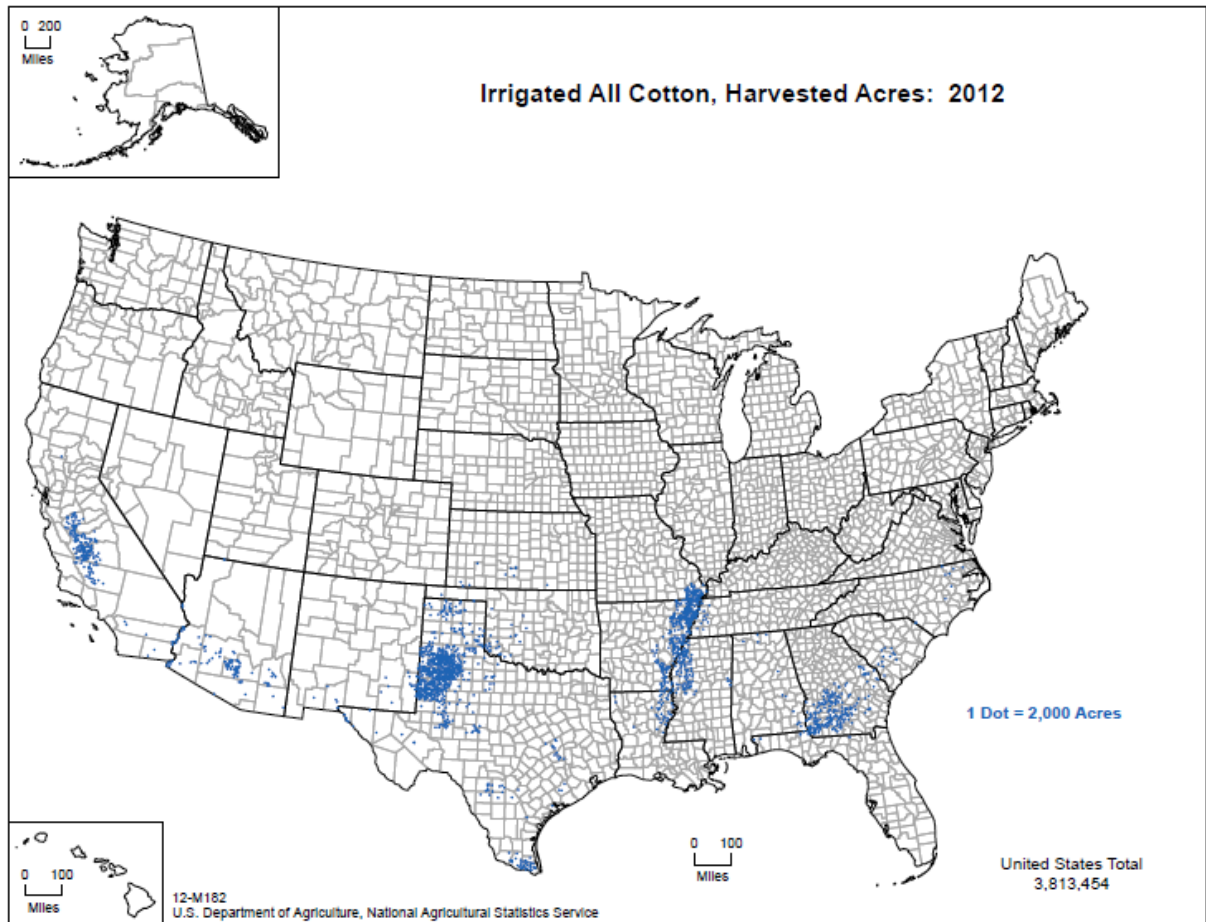 0 200
Miles
Irrigated All Cotton, Harvested Acres: 2012
1 Dot = 2,000 Acres
0 100
Miles
0 100
Miles
United States Total
3,813,454
12-M182
U.S. Department of Agriculture, National Agricultural Statistics Service